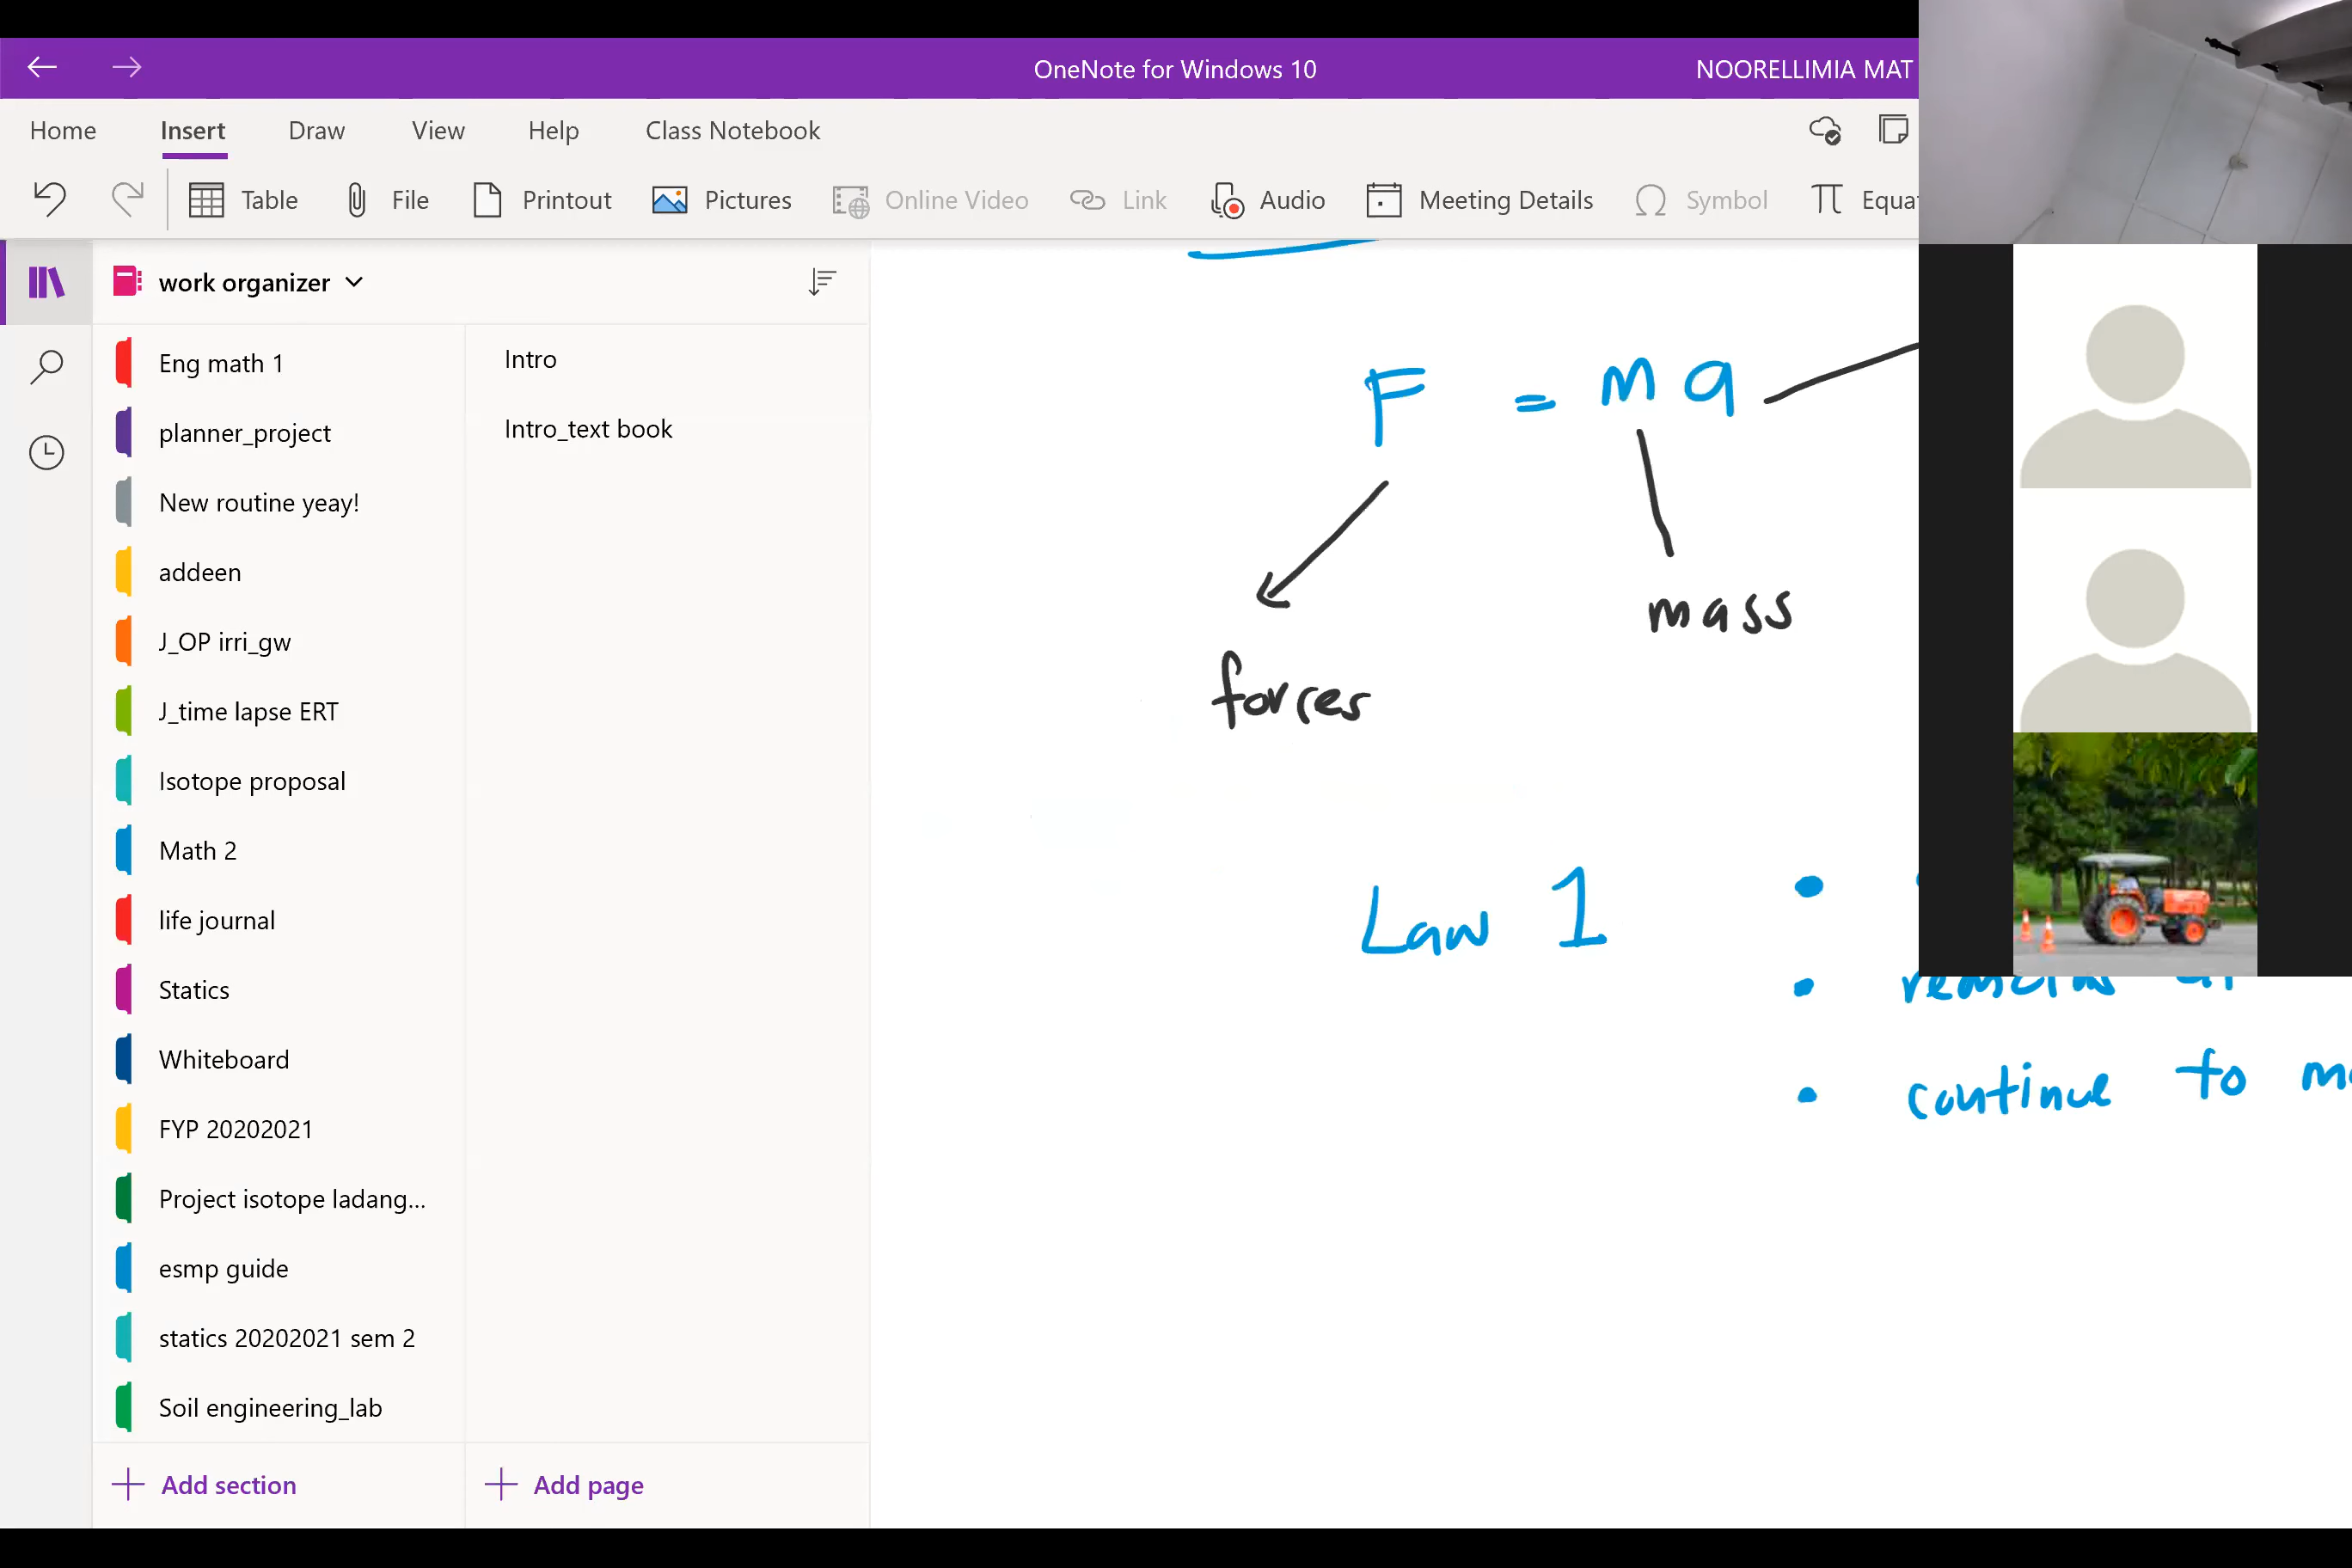 OneNote for Windows 10
NOORELLIMIA MAT
Home Insert Draw View Help Class Notebook
Table File Printout Pictures Online Video Link Audio Meeting Details Symbol Equa
work organizer
Eng math 1
planner_project
New routine yeay!
addeen
J_OP irri_gw
J_time lapse ERT
Isotope proposal
Math 2
life journal
Statics
Whiteboard
FYP 20202021
Project isotope ladang...
esmp guide
statics 20202021 sem 2
Soil engineering_lab
Add section
Intro
Intro_text book
Add page
F = ma
mass
forces
Law 1
• remains
• continue to